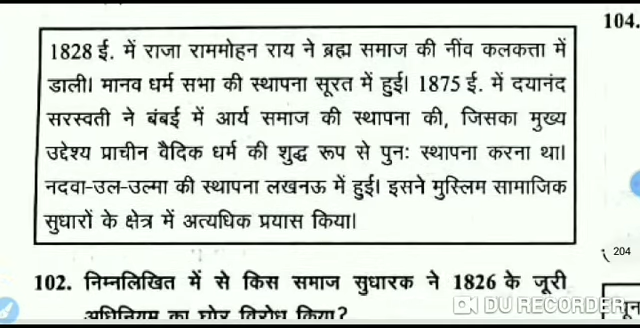 104.
1828 ई. में राजा राममोहन राय ने ब्रह्म समाज की नींव कलकत्ता में
डाली। मानव धर्म सभा की स्थापना सूरत में हुई। 1875 ई. में दयानंद
सरस्वती ने बंबई में आर्य समाज की स्थापना की, जिसका मुख्य
उद्देश्य प्राचीन वैदिक धर्म की शुद्ध रूप से पुनः स्थापना करना था।
नदवा-उल-उल्मा की स्थापना लखनऊ में हुई। इसने मुस्लिम सामाजिक
सुधारों के क्षेत्र में अत्यधिक प्रयास किया।
204
102. निम्नलिखित में से किस समाज सुधारक ने 1826 के जूरी
अधिनियम का घोर विरोध किया?
DU RECORDER